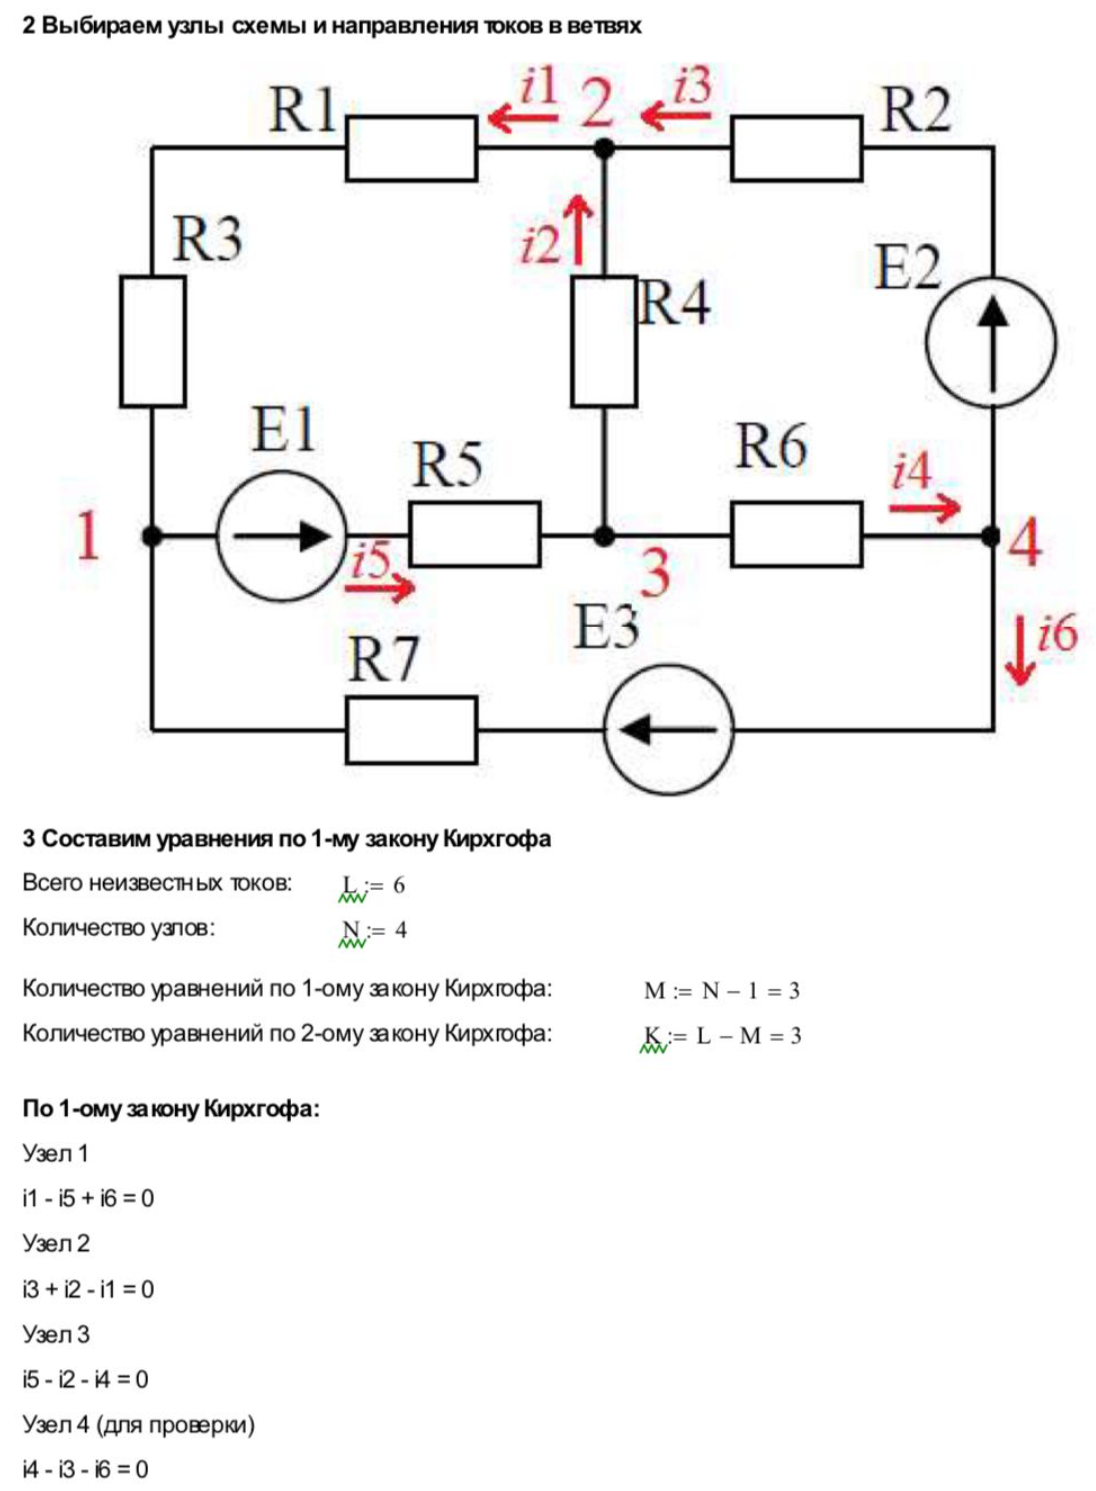 2 Выбираем узлы схемы и направления токов в ветвях
R1 i1 2 i3 R2
R3 i2 R4 E2
E1 R5 R6 i4
1 i5 3 4
R7 E3 i6
3 Составим уравнения по 1-му закону Кирхгофа
Всего неизвестных токов: L := 6
Количество узлов: N := 4
Количество уравнений по 1-ому закону Кирхгофа: M := N - 1 = 3
Количество уравнений по 2-ому закону Кирхгофа: K := L - M = 3
По 1-ому закону Кирхгофа:
Узел 1
i1 - i5 + i6 = 0
Узел 2
i3 + i2 - i1 = 0
Узел 3
i5 - i2 - i4 = 0
Узел 4 (для проверки)
i4 - i3 - i6 = 0